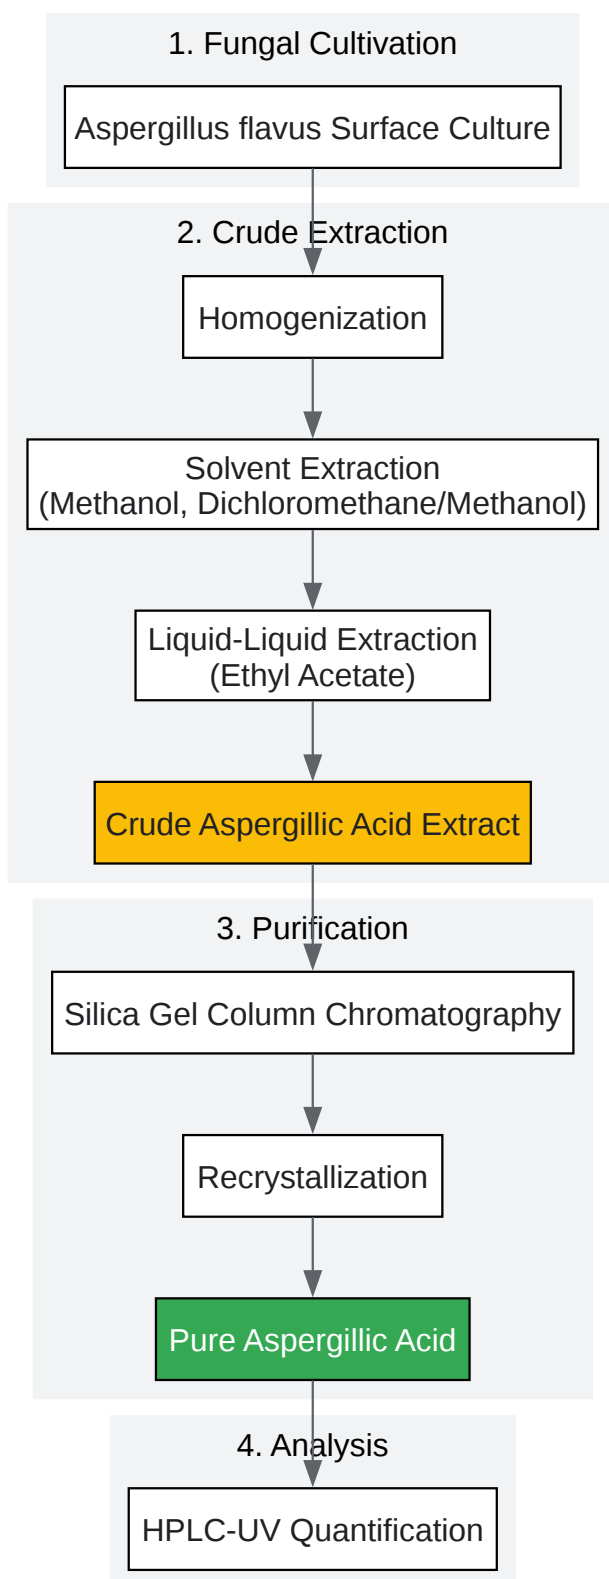 1. Fungal Cultivation
Aspergillus flavus Surface Culture
2. Crude Extraction
Homogenization
Solvent Extraction
(Methanol, Dichloromethane/Methanol)
Liquid-Liquid Extraction
(Ethyl Acetate)
Crude Aspergillic Acid Extract
3. Purification
Silica Gel Column Chromatography
Recrystallization
Pure Aspergillic Acid
4. Analysis
HPLC-UV Quantification